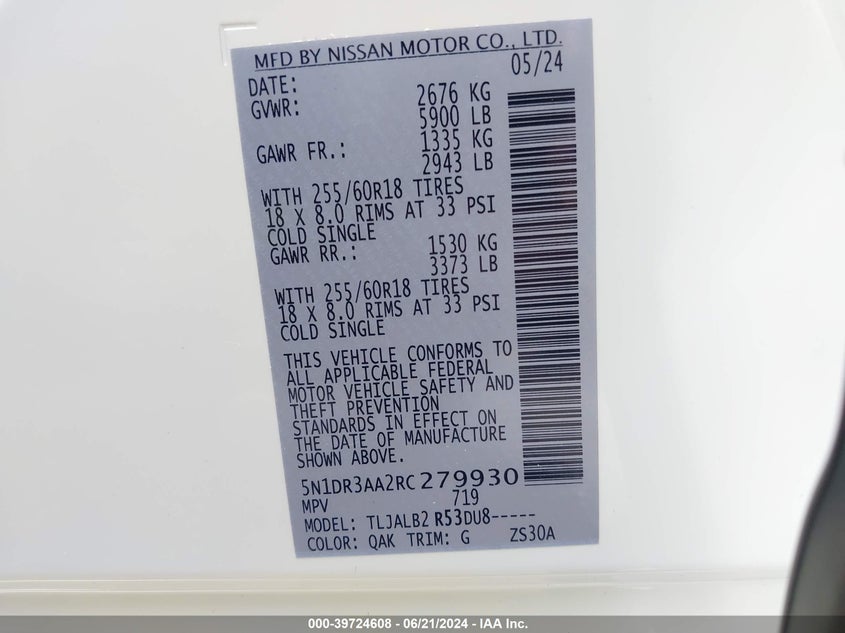 MFD BY NISSAN MOTOR CO., LTD.
DATE: 05/24
GVWR: 2676 KG
5900 LB
GAWR FR.: 1335 KG
2943 LB
WITH 255/60R18 TIRES
18 X 8.0 RIMS AT 33 PSI
COLD SINGLE
GAWR RR.: 1530 KG
3373 LB
WITH 255/60R18 TIRES
18 X 8.0 RIMS AT 33 PSI
COLD SINGLE
THIS VEHICLE CONFORMS TO
ALL APPLICABLE FEDERAL
MOTOR VEHICLE SAFETY AND
THEFT PREVENTION
STANDARDS IN EFFECT ON
THE DATE OF MANUFACTURE
SHOWN ABOVE.
5N1DR3AA2RC279930
MPV 719
MODEL: TLJALB2 R53DU8-----
COLOR: QAK TRIM: G ZS30A
000-39724608 - 06/21/2024 - IAA Inc.